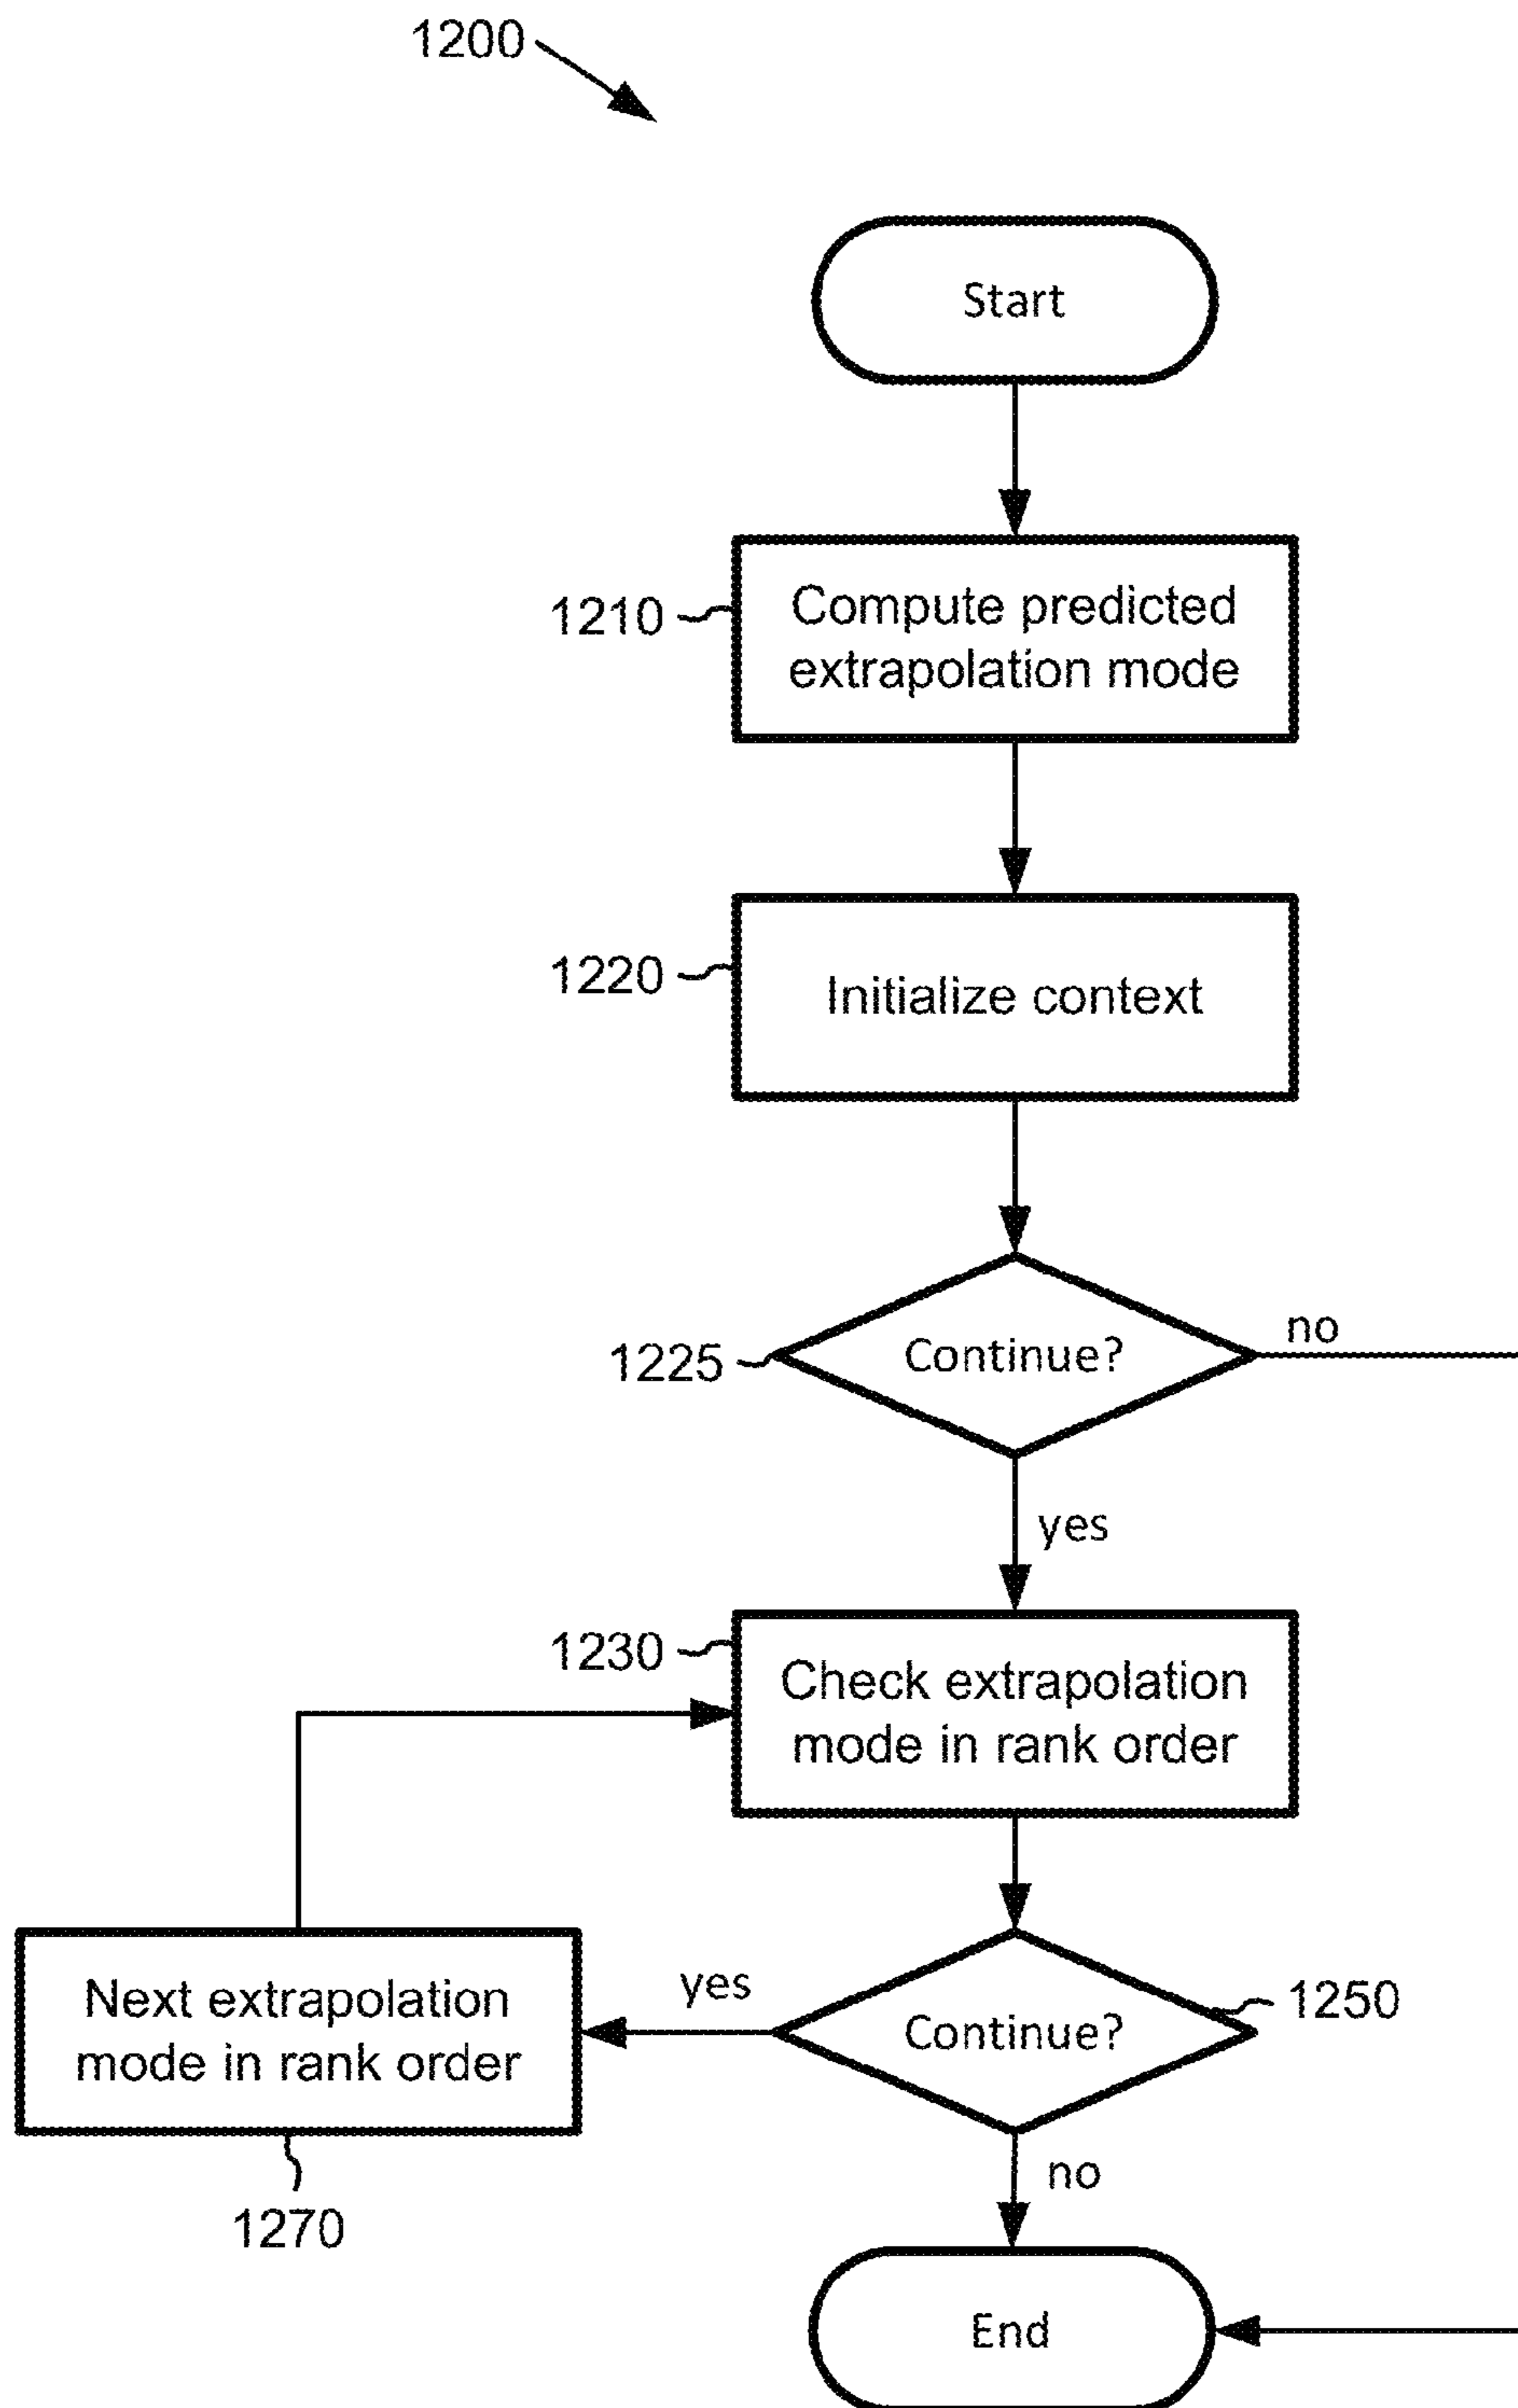 1200
Start
1210
Compute predicted
extrapolation mode
1220
Initialize context
1225
Continue?
no
yes
1230
Check extrapolation
mode in rank order
Next extrapolation
mode in rank order
yes
Continue?
1250
1270
no
End